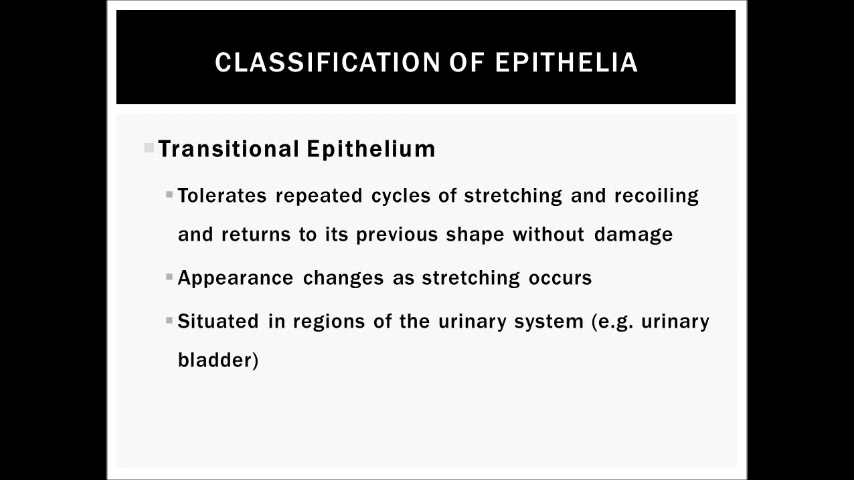 CLASSIFICATION OF EPITHELIA
Transitional Epithelium
Tolerates repeated cycles of stretching and recoiling
and returns to its previous shape without damage
Appearance changes as stretching occurs
Situated in regions of the urinary system (e.g. urinary
bladder)